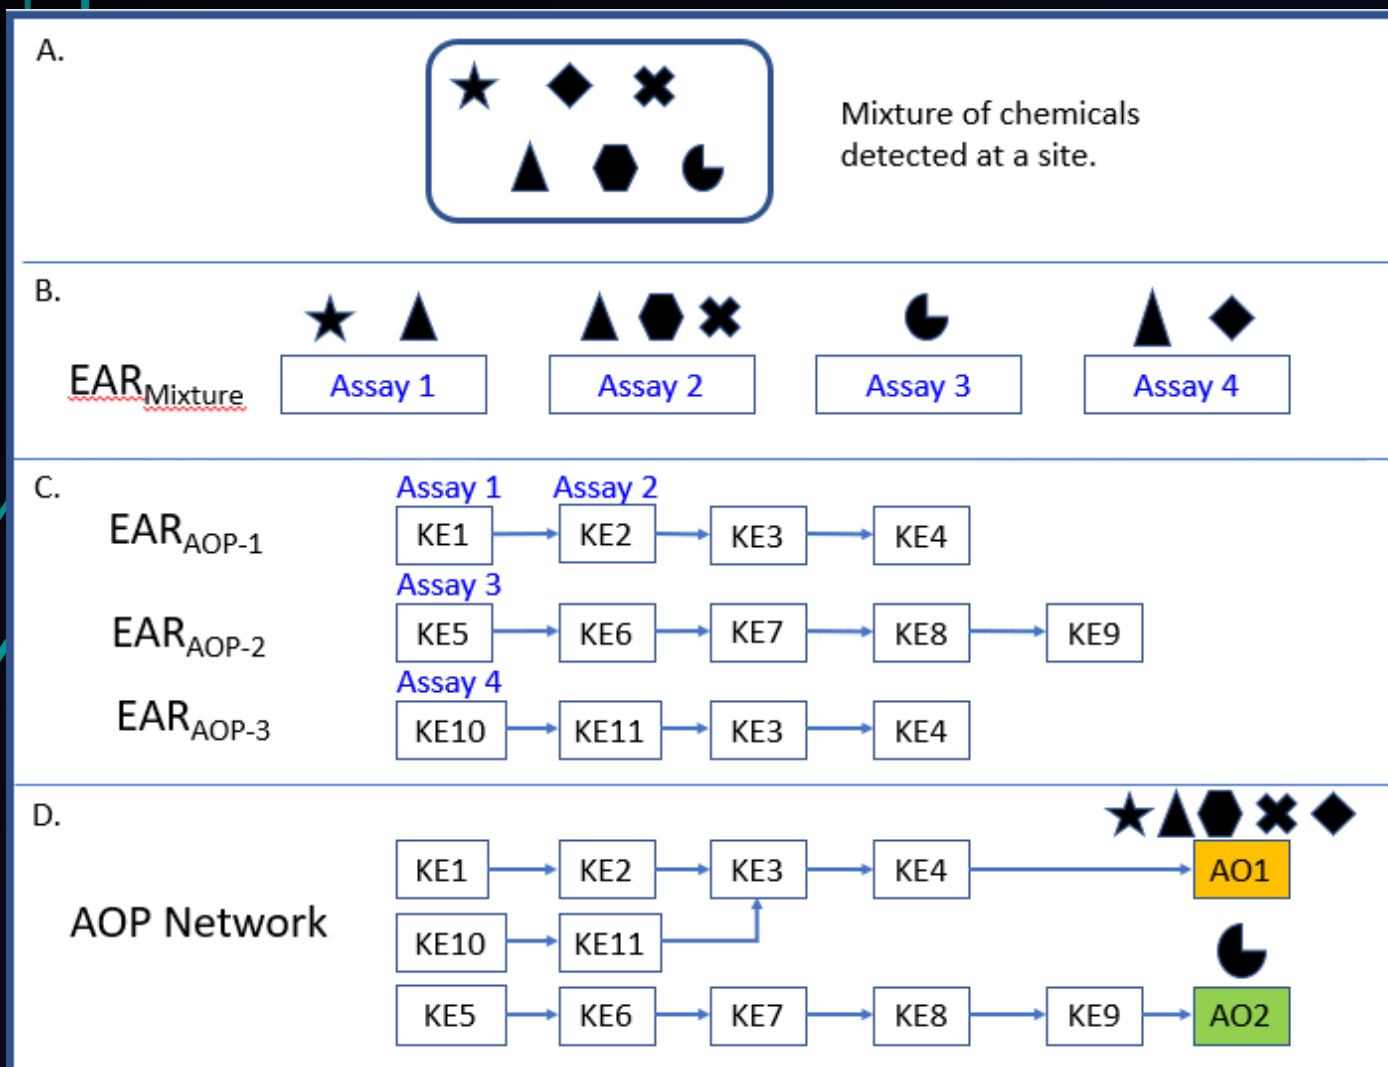 A.
Mixture of chemicals
detected at a site.
B.
EARMixture
Assay 1
Assay 2
Assay 3
Assay 4
C.
Assay 1 Assay 2
EARAOP-1
KE1 KE2 KE3 KE4
Assay 3
EARAOP-2
KE5 KE6 KE7 KE8 KE9
Assay 4
EARAOP-3
KE10 KE11 KE3 KE4
D.
KE1 KE2 KE3 KE4 AO1
AOP Network
KE10 KE11
KE5 KE6 KE7 KE8 KE9 AO2